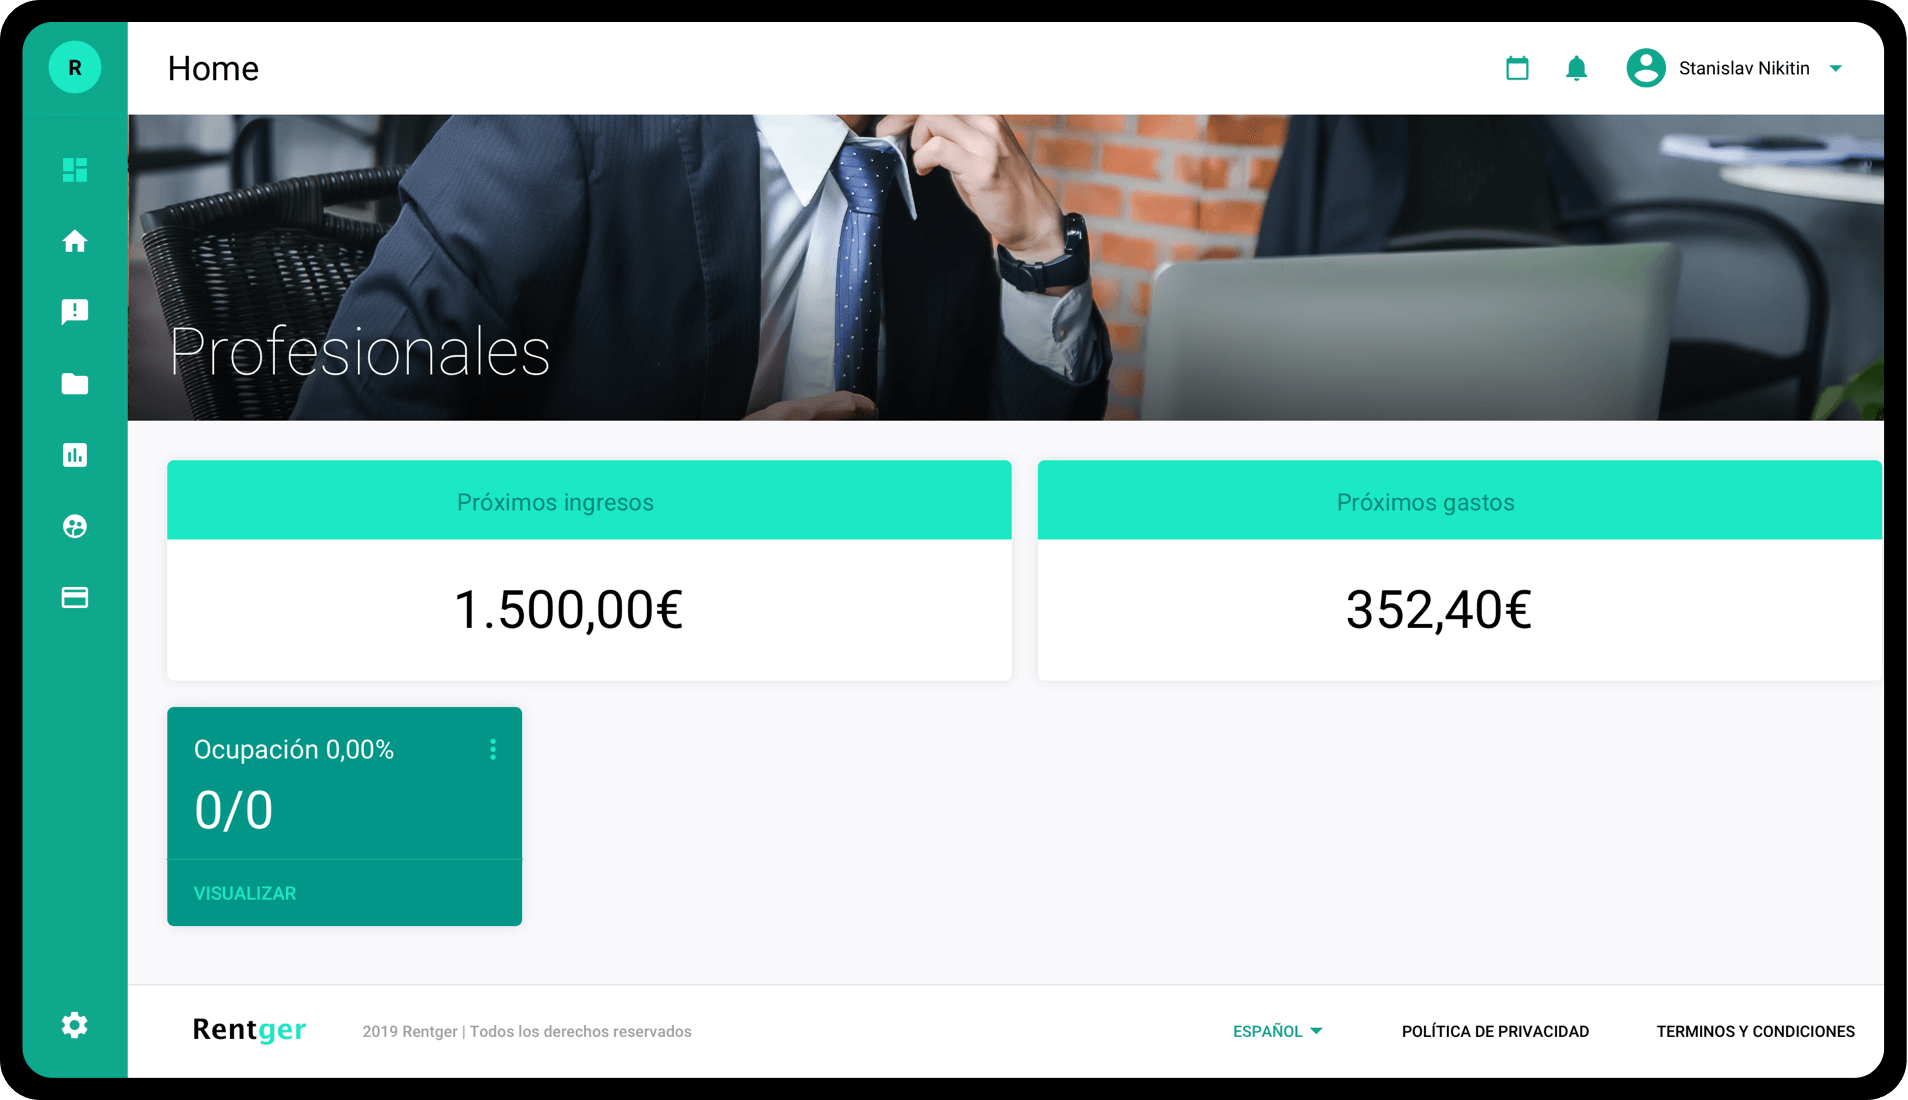 R
Home
Stanislav Nikitin
Profesionales
Próximos ingresos
Próximos gastos
1.500,00€
352,40€
Ocupación 0,00%
0/0
VISUALIZAR
Rentger
2019 Rentger | Todos los derechos reservados
ESPAÑOL
POLÍTICA DE PRIVACIDAD
TERMINOS Y CONDICIONES